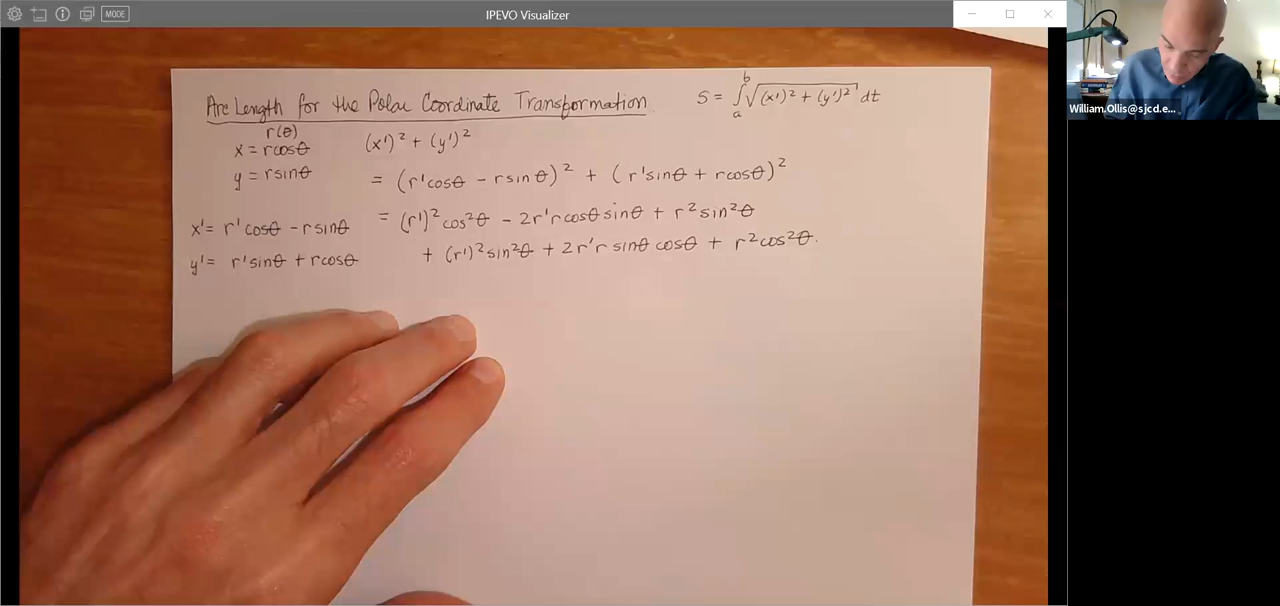 MODE
IPEVO Visualizer
William.Ollis@sjcd.e...
Arc Length for the Polar Coordinate Transformation.
S = ∫ₐᵇ √((x')² + (y')²) dt
r(θ)
x = rcosθ
y = rsinθ
x' = r'cosθ - rsinθ
y' = r'sinθ + rcosθ
(x')² + (y')²
= (r'cosθ - rsinθ)² + (r'sinθ + rcosθ)²
= (r')²cos²θ - 2r'rcosθsinθ + r²sin²θ
+ (r')²sin²θ + 2r'r sinθ cosθ + r²cos²θ.